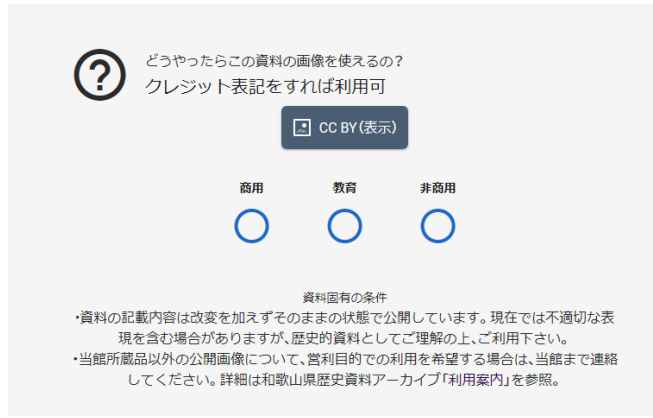 どうやったらこの資料の画像を使えるの?
クレジット表記をすれば利用可
CC BY(表示)
商用 教育 非商用
資料固有の条件
・資料の記載内容は改変を加えずそのままの状態で公開しています。現在では不適切な表
現を含む場合がありますが、歴史的資料としてご理解の上、ご利用下さい。
・当館所蔵品以外の公開画像について、営利目的での利用を希望する場合は、当館まで連絡
してください。詳細は和歌山県歴史資料アーカイブ「利用案内」を参照。